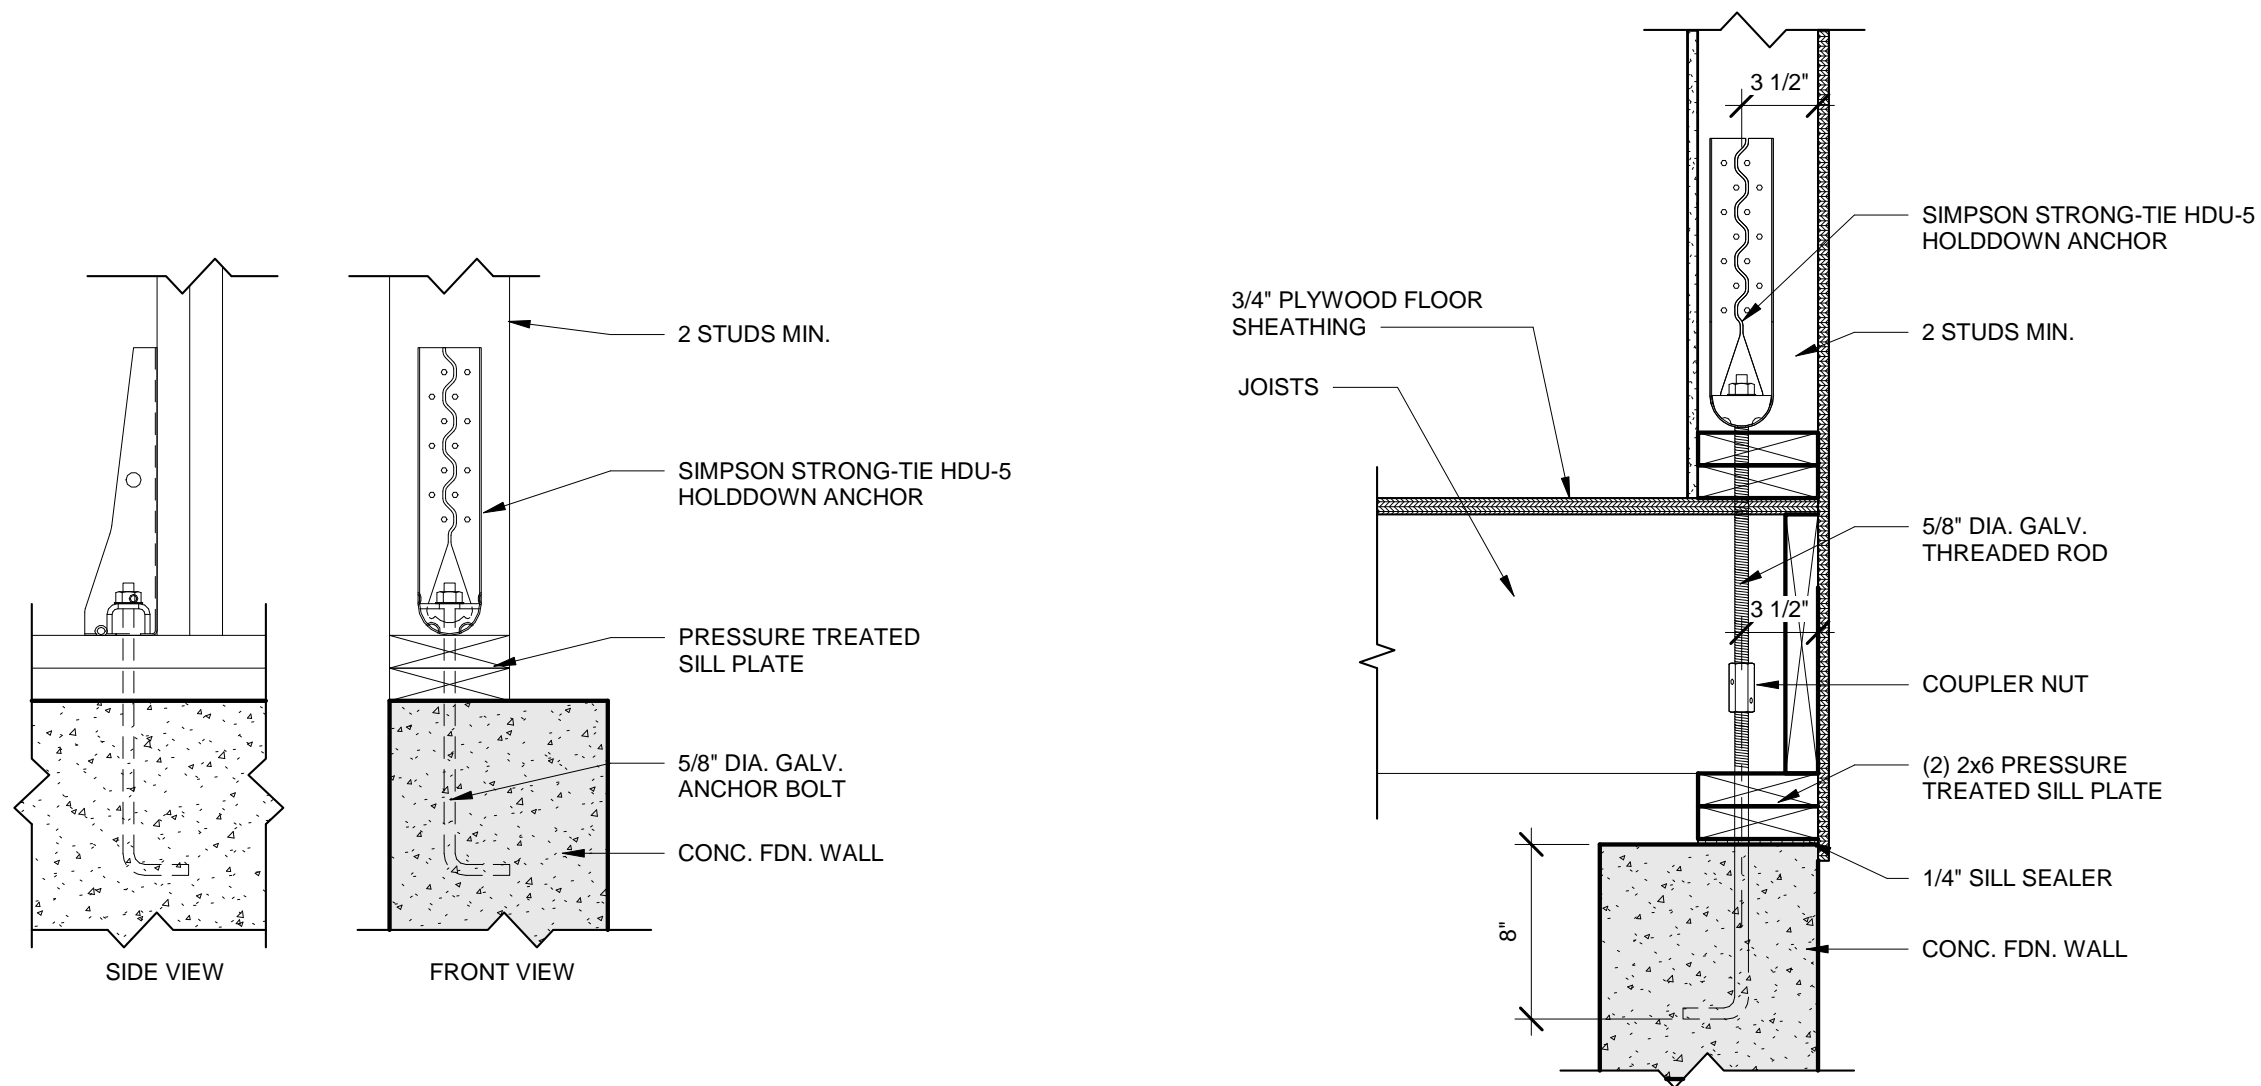 2 STUDS MIN.
SIMPSON STRONG-TIE HDU-5
HOLDDOWN ANCHOR
PRESSURE TREATED
SILL PLATE
5/8" DIA. GALV.
ANCHOR BOLT
CONC. FDN. WALL
SIDE VIEW
FRONT VIEW
3 1/2"
SIMPSON STRONG-TIE HDU-5
HOLDDOWN ANCHOR
3/4" PLYWOOD FLOOR
SHEATHING
2 STUDS MIN.
JOISTS
5/8" DIA. GALV.
THREADED ROD
3 1/2"
COUPLER NUT
(2) 2x6 PRESSURE
TREATED SILL PLATE
1/4" SILL SEALER
8"
CONC. FDN. WALL